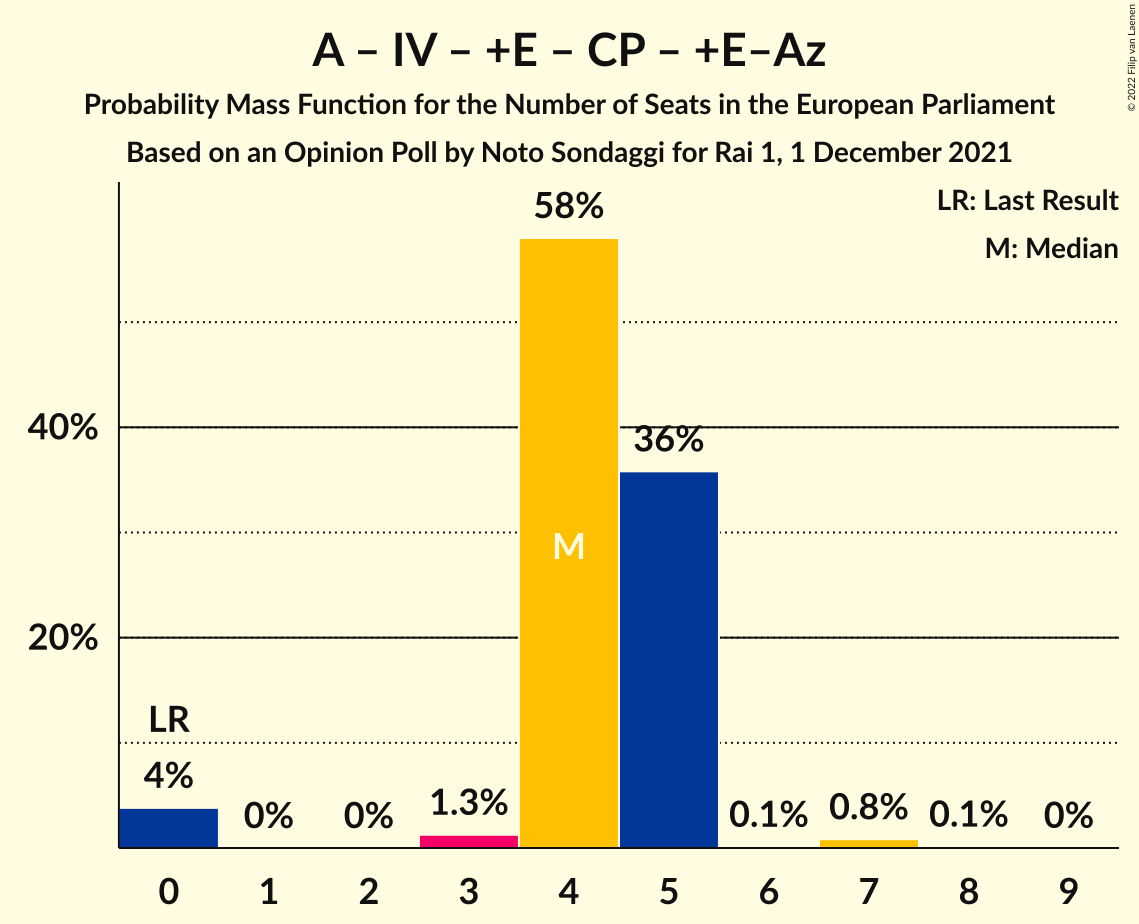 A – IV – +E – CP – +E–Az
Probability Mass Function for the Number of Seats in the European Parliament
Based on an Opinion Poll by Noto Sondaggi for Rai 1, 1 December 2021
© 2022 Filip van Laenen
LR: Last Result
M: Median
58%
40%
36%
M
20%
LR
4%
0%
0%
1.3%
0.1%
0.8%
0.1%
0%
0 1 2 3 4 5 6 7 8 9